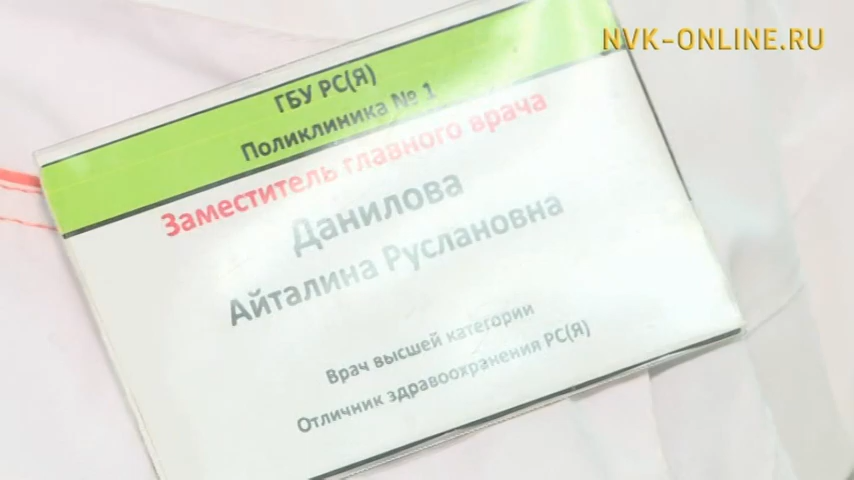 NVK-ONLINE.RU
ГБУ РС(Я)
Поликлиника № 1
Заместитель главного врача
Данилова
Айталина Руслановна
Врач высшей категории
Отличник здравоохранения РС(Я)